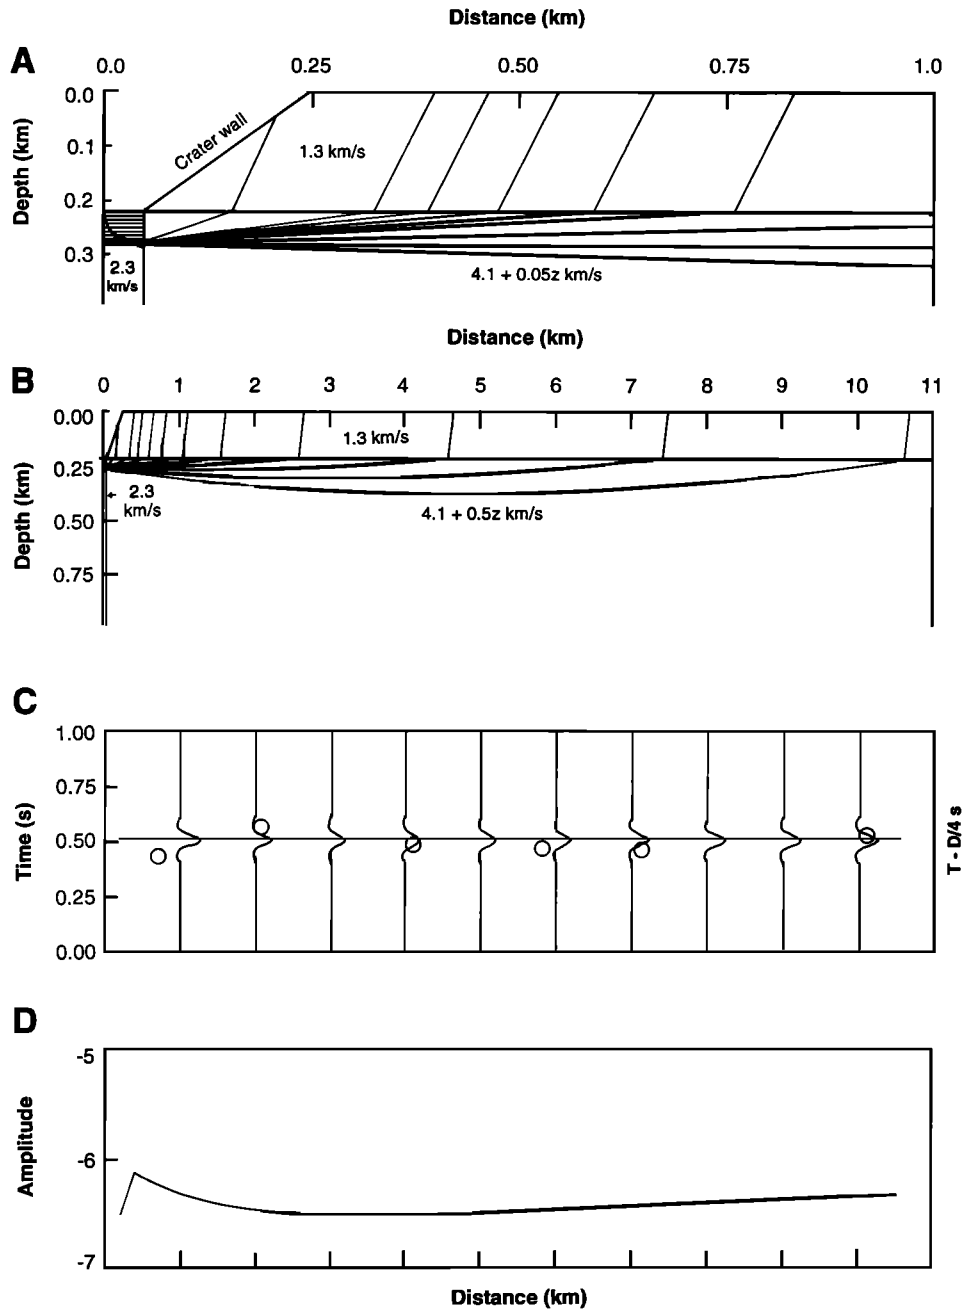 Distance (km)
A
0.0 0.25 0.50 0.75 1.0
0.0
0.1
0.2
0.3
Depth (km)
Crater wall
1.3 km/s
2.3
km/s
4.1 + 0.05z km/s
Distance (km)
B
0 1 2 3 4 5 6 7 8 9 10 11
0.00
0.25
0.50
0.75
Depth (km)
1.3 km/s
2.3
km/s
4.1 + 0.5z km/s
C
1.00
0.75
0.50
0.25
0.00
Time (s)
T - D/4 s
D
-5
-6
-7
Amplitude
Distance (km)